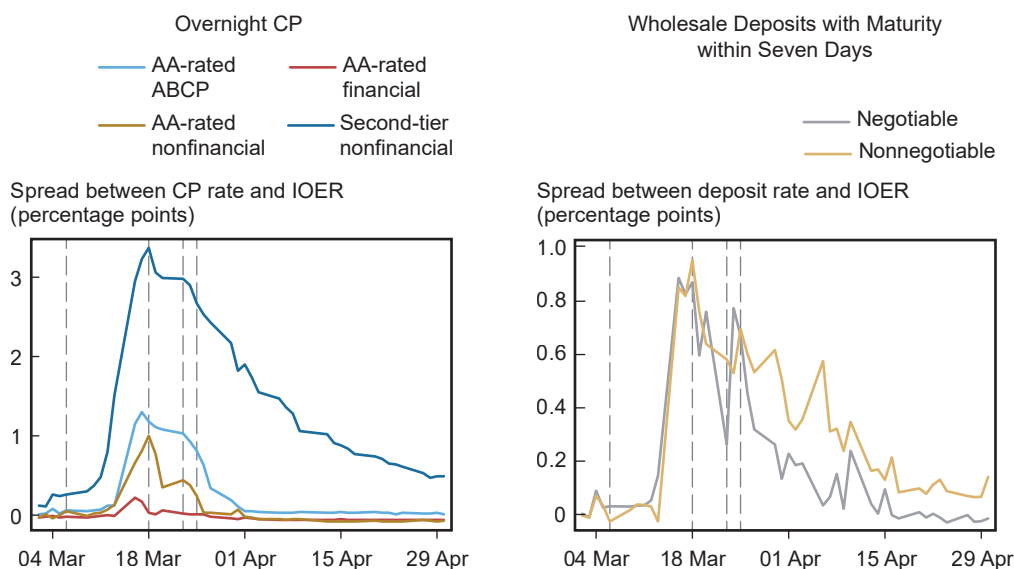 Overnight CP
AA-rated
ABCP
AA-rated
financial
AA-rated
nonfinancial
Second-tier
nonfinancial
Spread between CP rate and IOER
(percentage points)
3
2
1
0
04 Mar 18 Mar 01 Apr 15 Apr 29 Apr
Wholesale Deposits with Maturity
within Seven Days
Negotiable
Nonnegotiable
Spread between deposit rate and IOER
(percentage points)
1.0
0.8
0.6
0.4
0.2
0
04 Mar 18 Mar 01 Apr 15 Apr 29 Apr